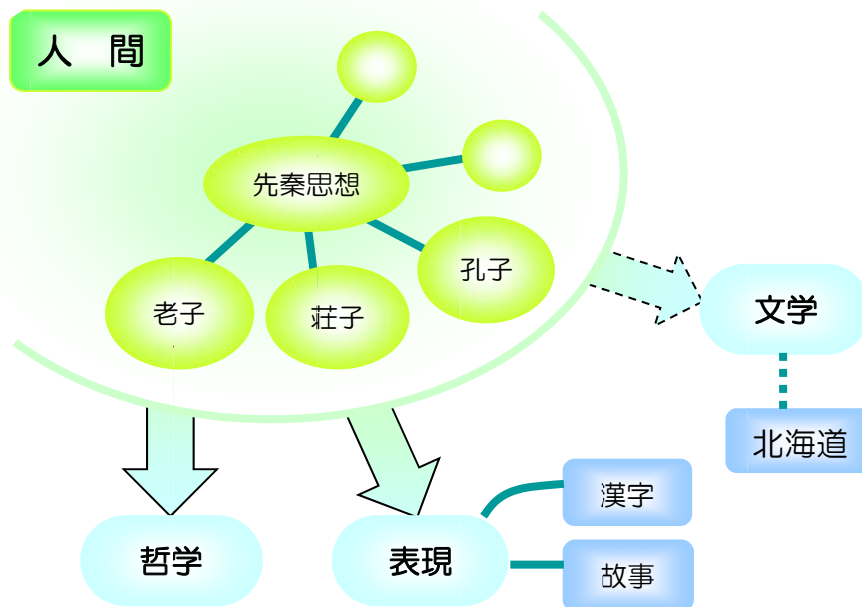 人　間
先秦思想
孔子
老子
荘子
文学
北海道
漢字
哲学
表現
故事